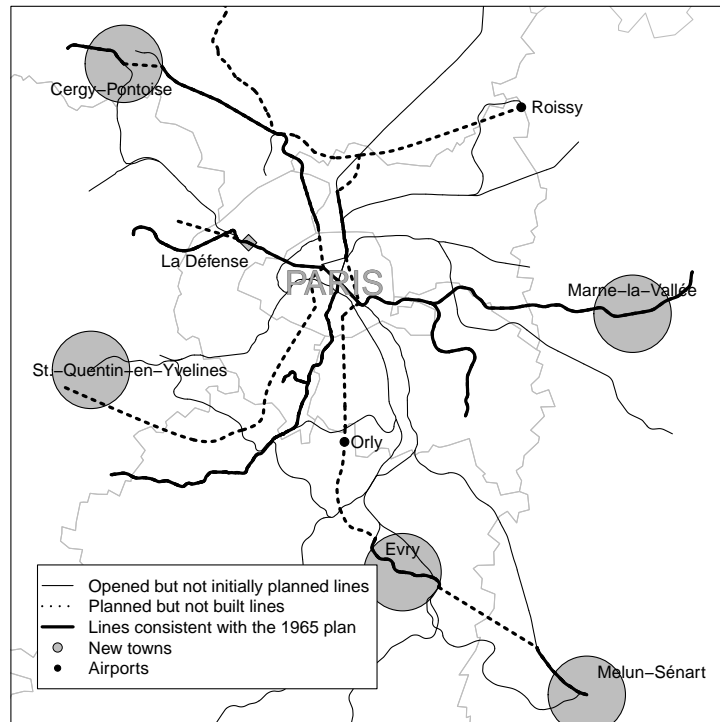 Cergy−Pontoise
Roissy
La Défense
PARIS
Marne−la−Vallée
St.−Quentin−en−Yvelines
Orly
Evry
Melun−Sénart
Opened but not initially planned lines
Planned but not built lines
Lines consistent with the 1965 plan
New towns
Airports